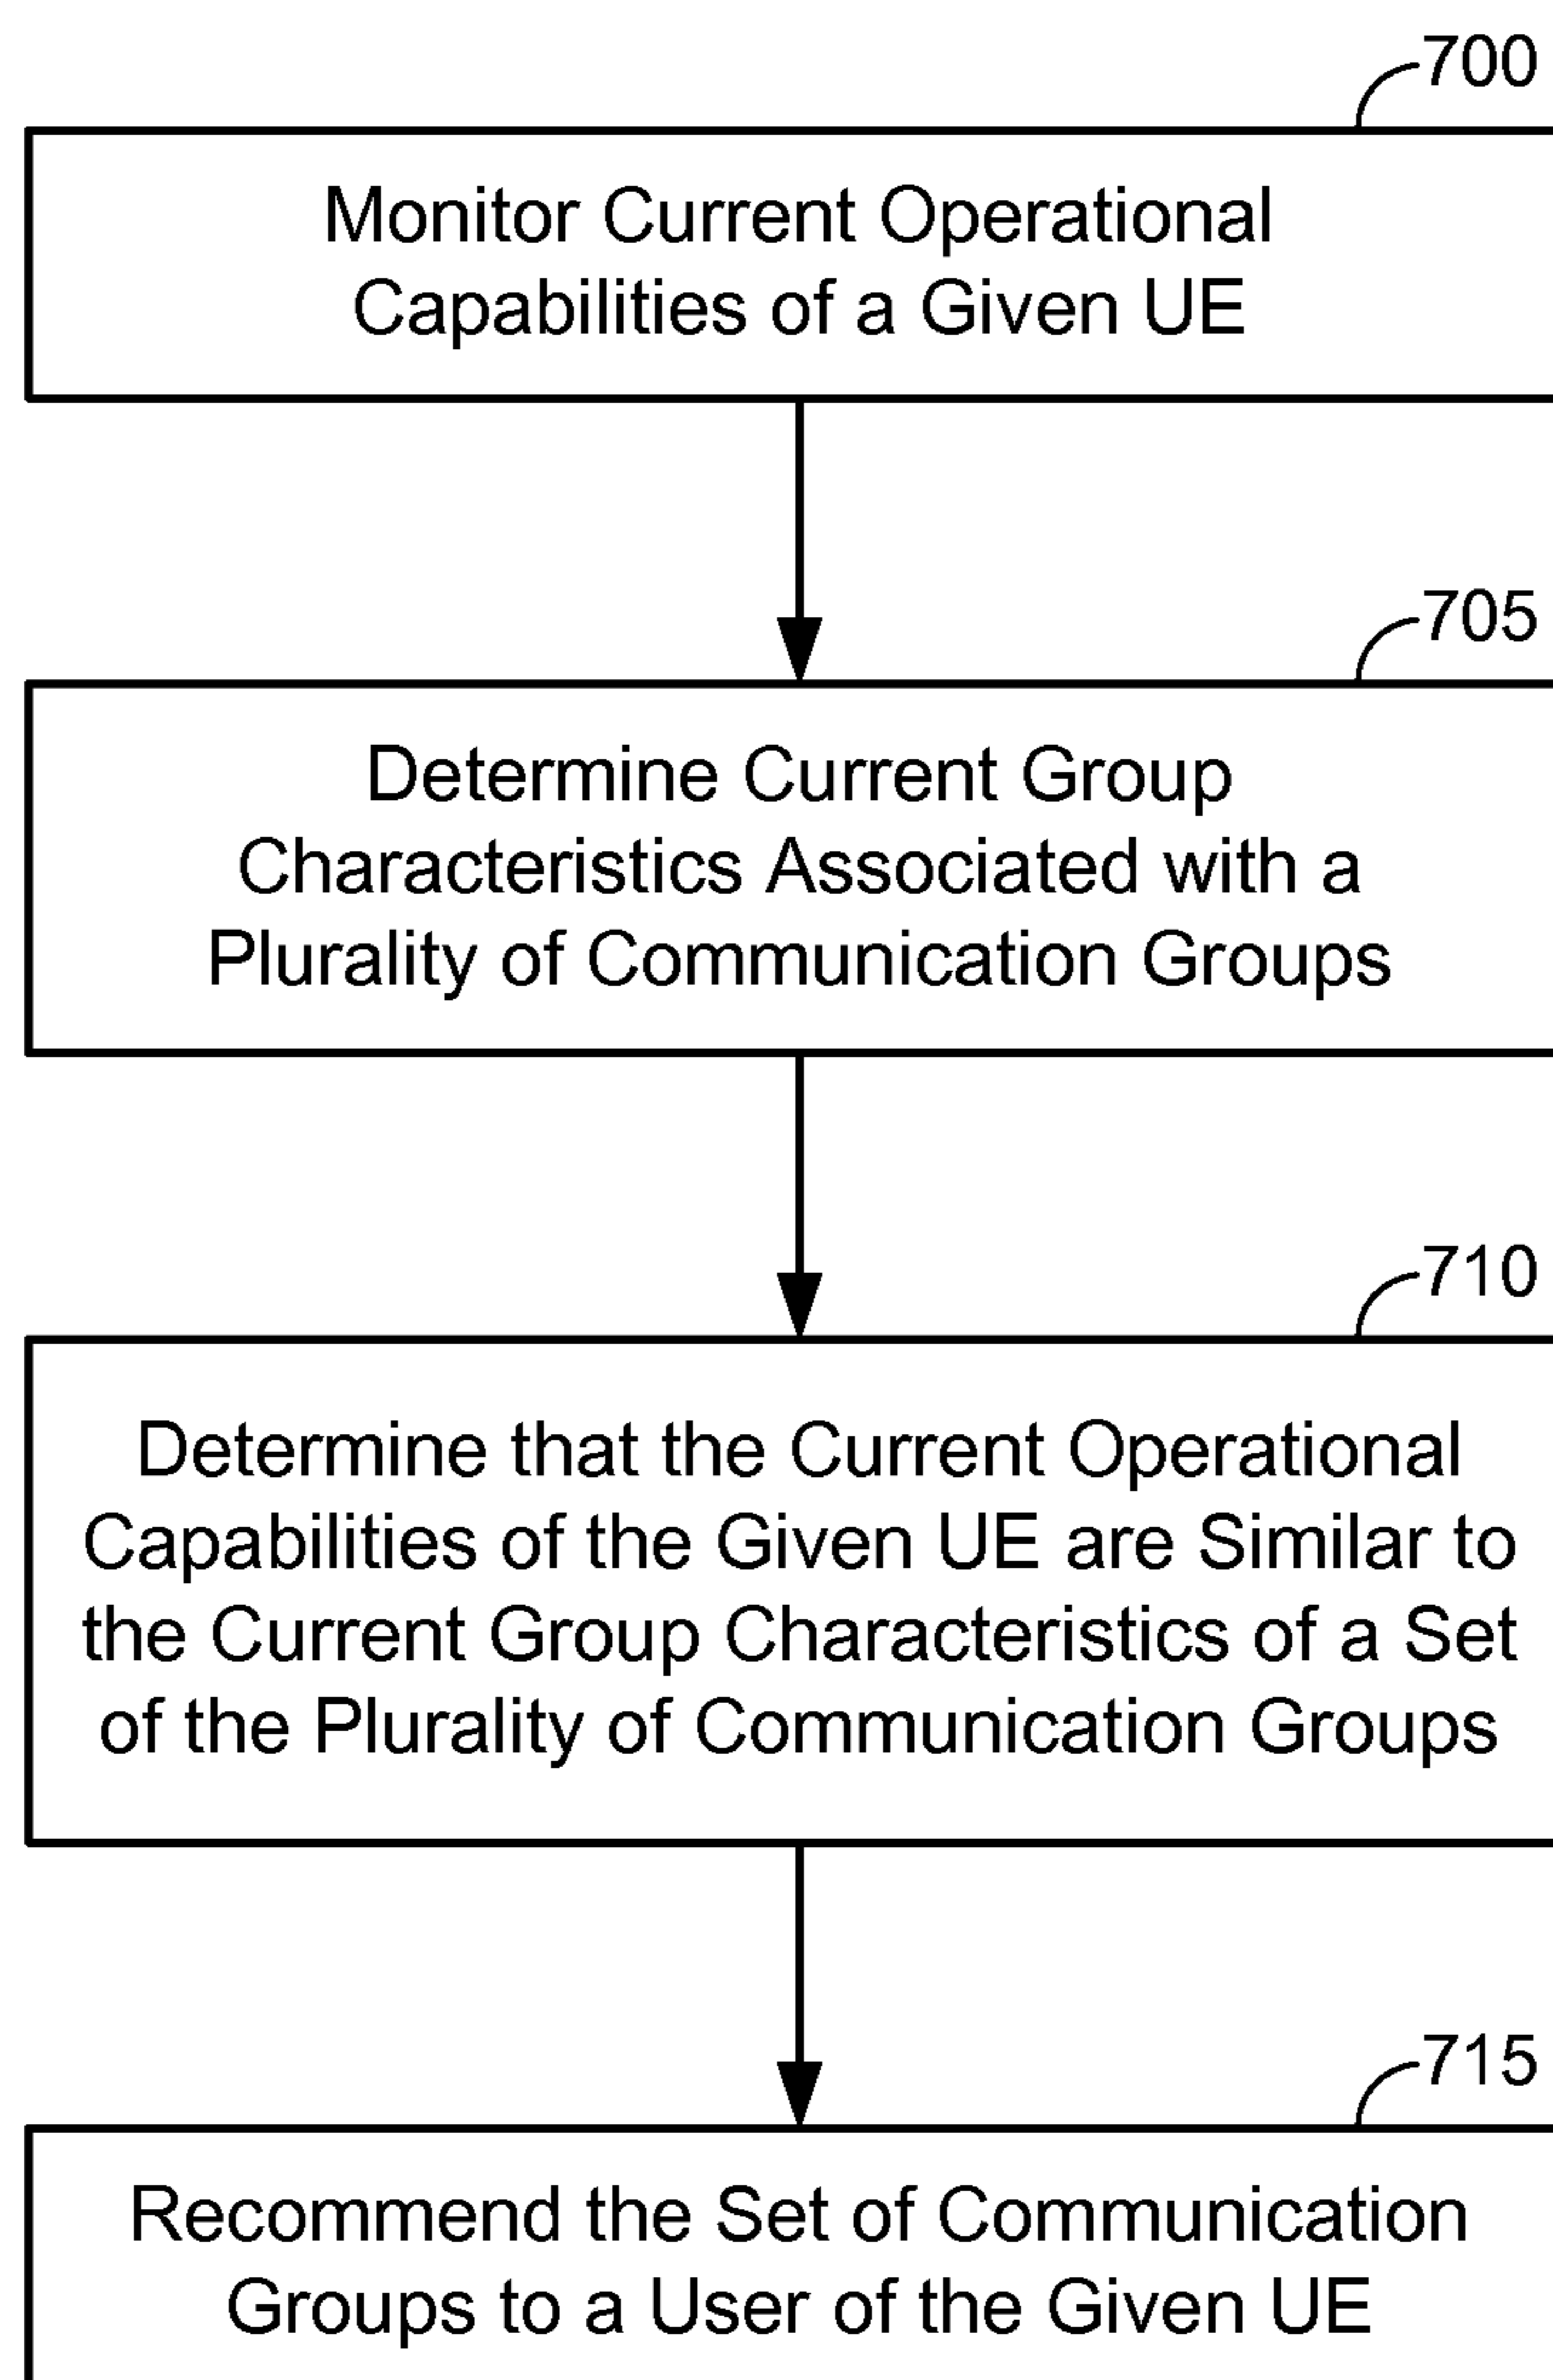 700
Monitor Current Operational
Capabilities of a Given UE
705
Determine Current Group
Characteristics Associated with a
Plurality of Communication Groups
710
Determine that the Current Operational
Capabilities of the Given UE are Similar to
the Current Group Characteristics of a Set
of the Plurality of Communication Groups
715
Recommend the Set of Communication
Groups to a User of the Given UE